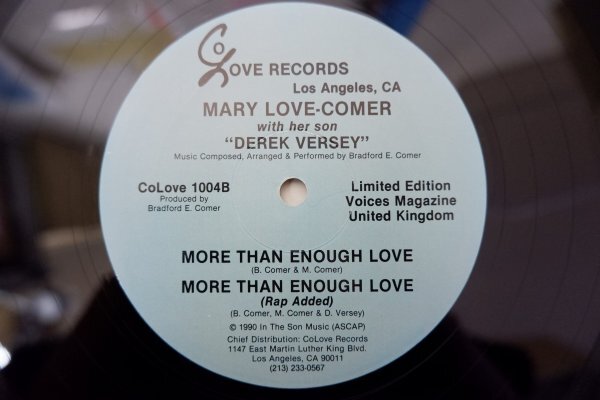 CoLove RECORDS
Los Angeles, CA
MARY LOVE-COMER
with her son
"DEREK VERSEY"
Music Composed, Arranged & Performed by Bradford E. Comer
CoLove 1004B
Produced by
Bradford E. Comer
Limited Edition
Voices Magazine
United Kingdom
MORE THAN ENOUGH LOVE
(B. Comer & M. Comer)
MORE THAN ENOUGH LOVE
(Rap Added)
(B. Comer, M. Comer & D. Versey)
© 1990 In The Son Music (ASCAP)
Chief Distribution: CoLove Records
1147 East Martin Luther King Blvd.
Los Angeles, CA 90011
(213) 233-0567